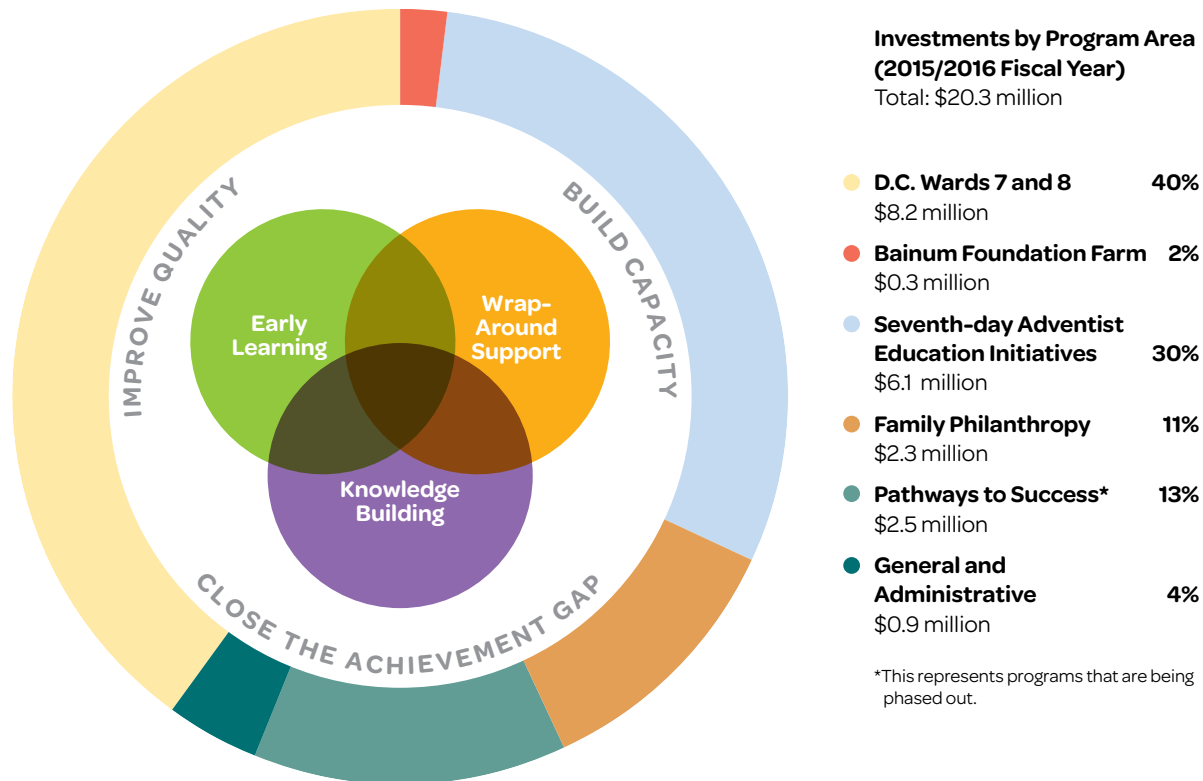 IMPROVE QUALITY
BUILD CAPACITY
CLOSE THE ACHIEVEMENT GAP
Early
Learning
Wrap-
Around
Support
Knowledge
Building
Investments by Program Area
(2015/2016 Fiscal Year)
Total: $20.3 million
D.C. Wards 7 and 8 40%
$8.2 million
Bainum Foundation Farm 2%
$0.3 million
Seventh-day Adventist
Education Initiatives 30%
$6.1 million
Family Philanthropy 11%
$2.3 million
Pathways to Success* 13%
$2.5 million
General and
Administrative 4%
$0.9 million
*This represents programs that are being
phased out.